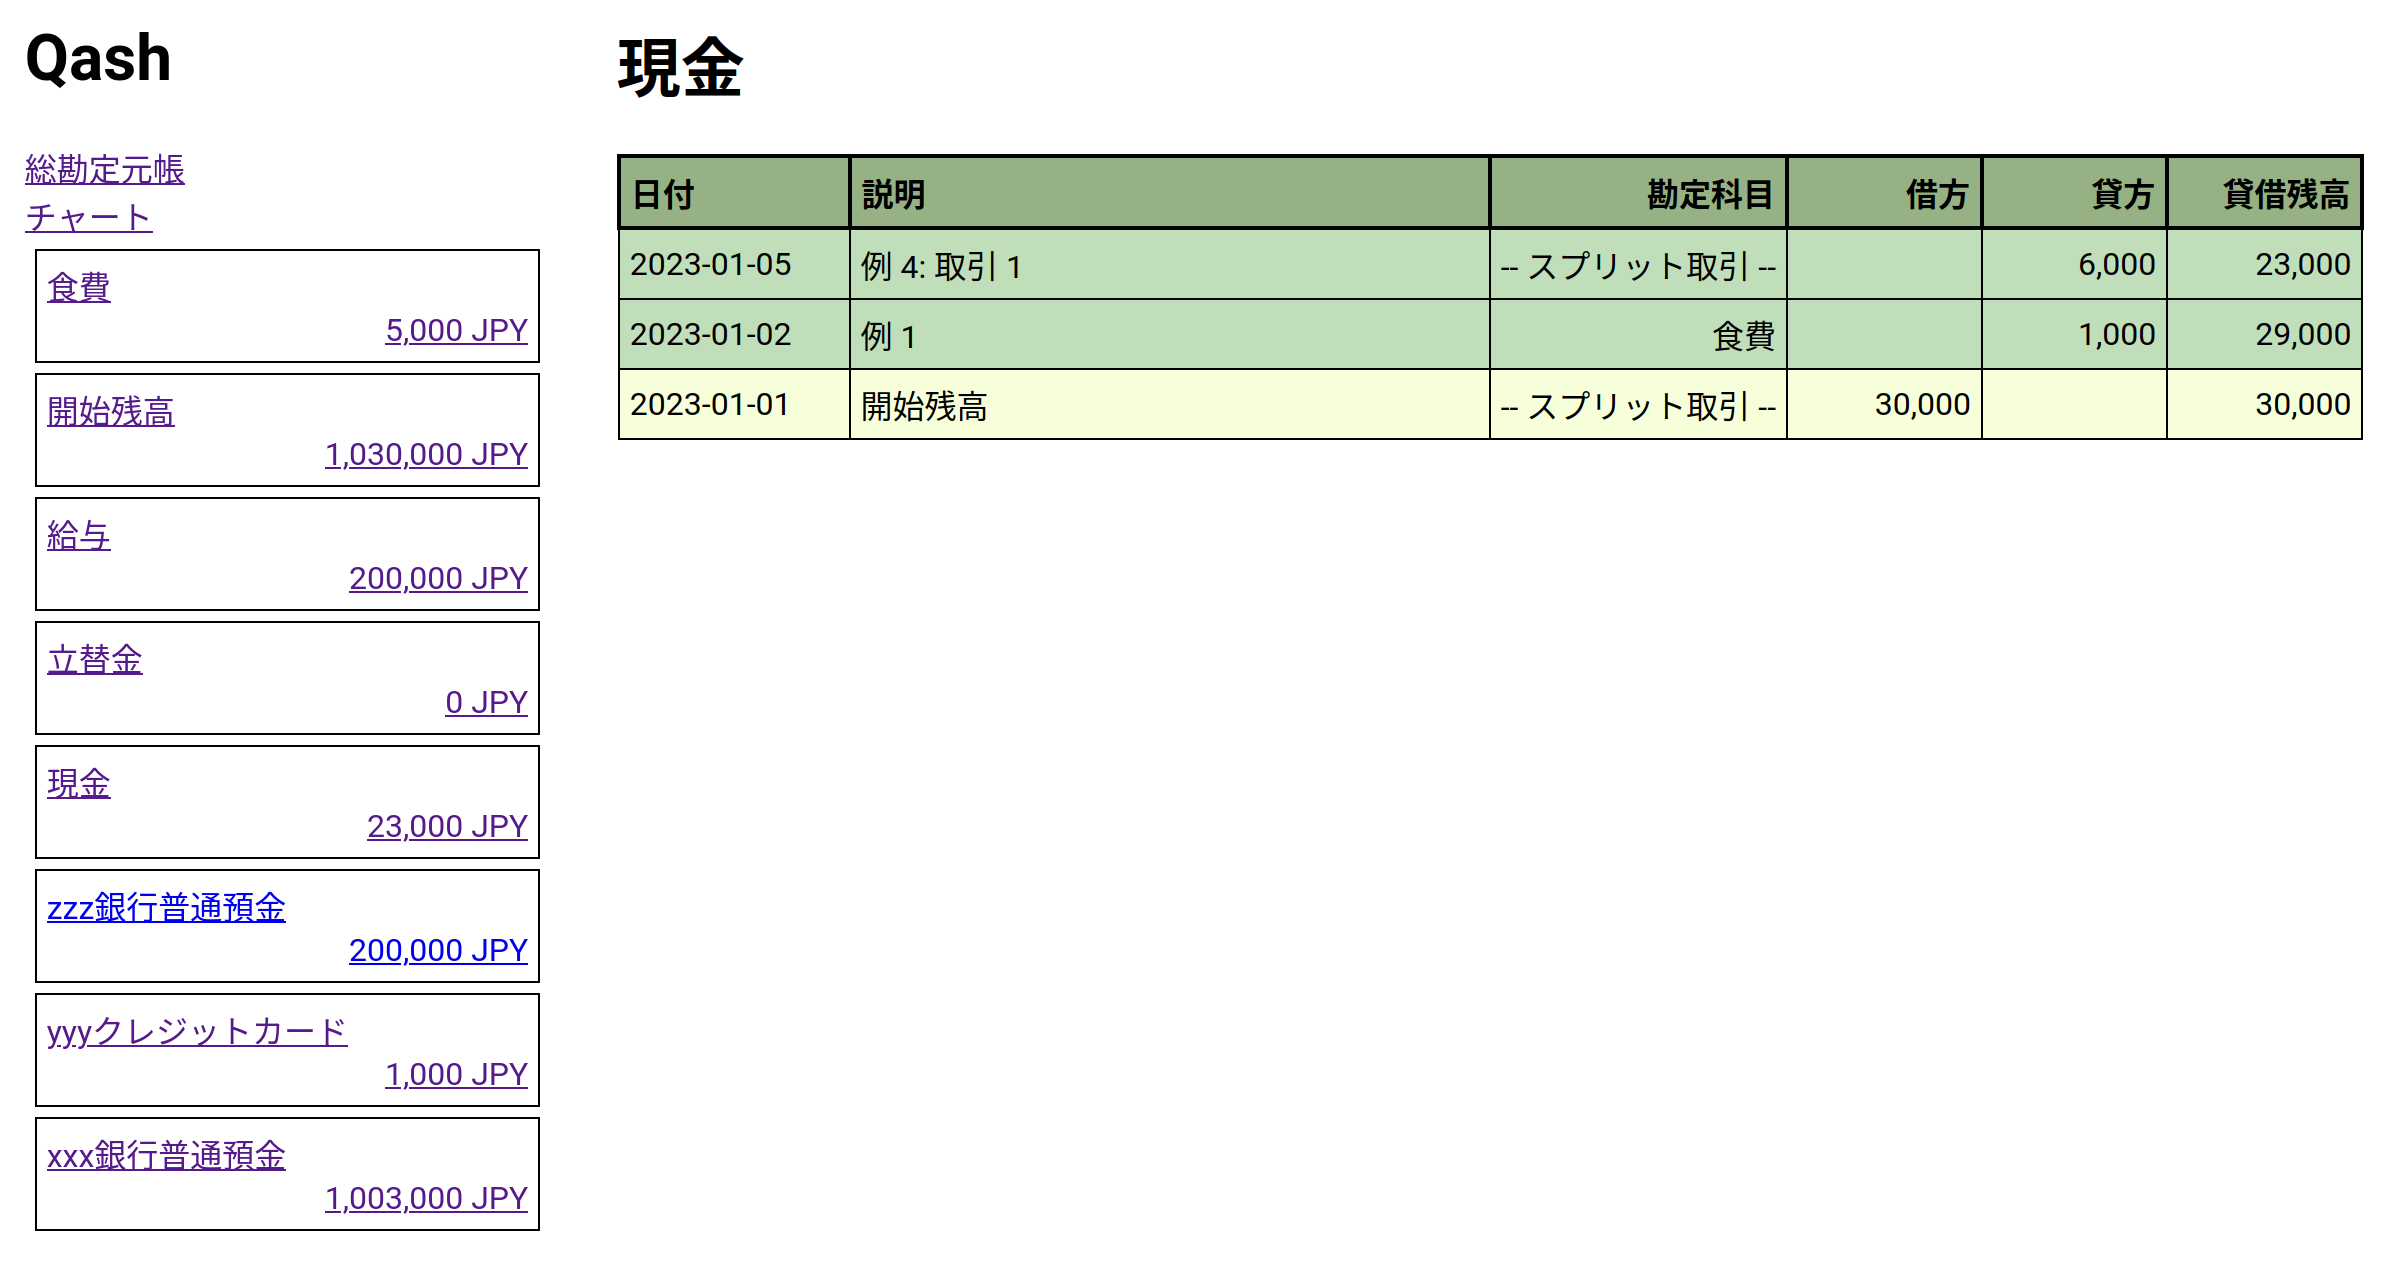 Qash
総勘定元帳
チャート
食費
5,000 JPY
開始残高
1,030,000 JPY
給与
200,000 JPY
立替金
0 JPY
現金
23,000 JPY
zzz銀行普通預金
200,000 JPY
yyyクレジットカード
1,000 JPY
xxx銀行普通預金
1,003,000 JPY
現金
日付 説明 勘定科目 借方 貸方 貸借残高
2023-01-05 例 4: 取引 1 -- スプリット取引 -- 6,000 23,000
2023-01-02 例 1 食費 1,000 29,000
2023-01-01 開始残高 -- スプリット取引 -- 30,000 30,000